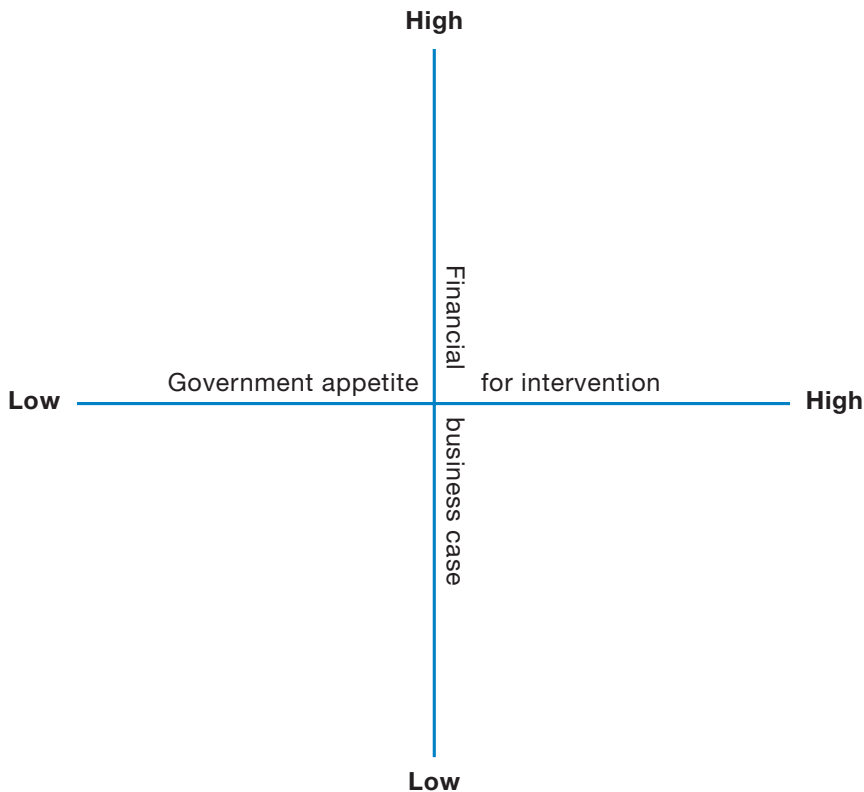 High
Financial
Government appetite for intervention
Low
High
business case
Low